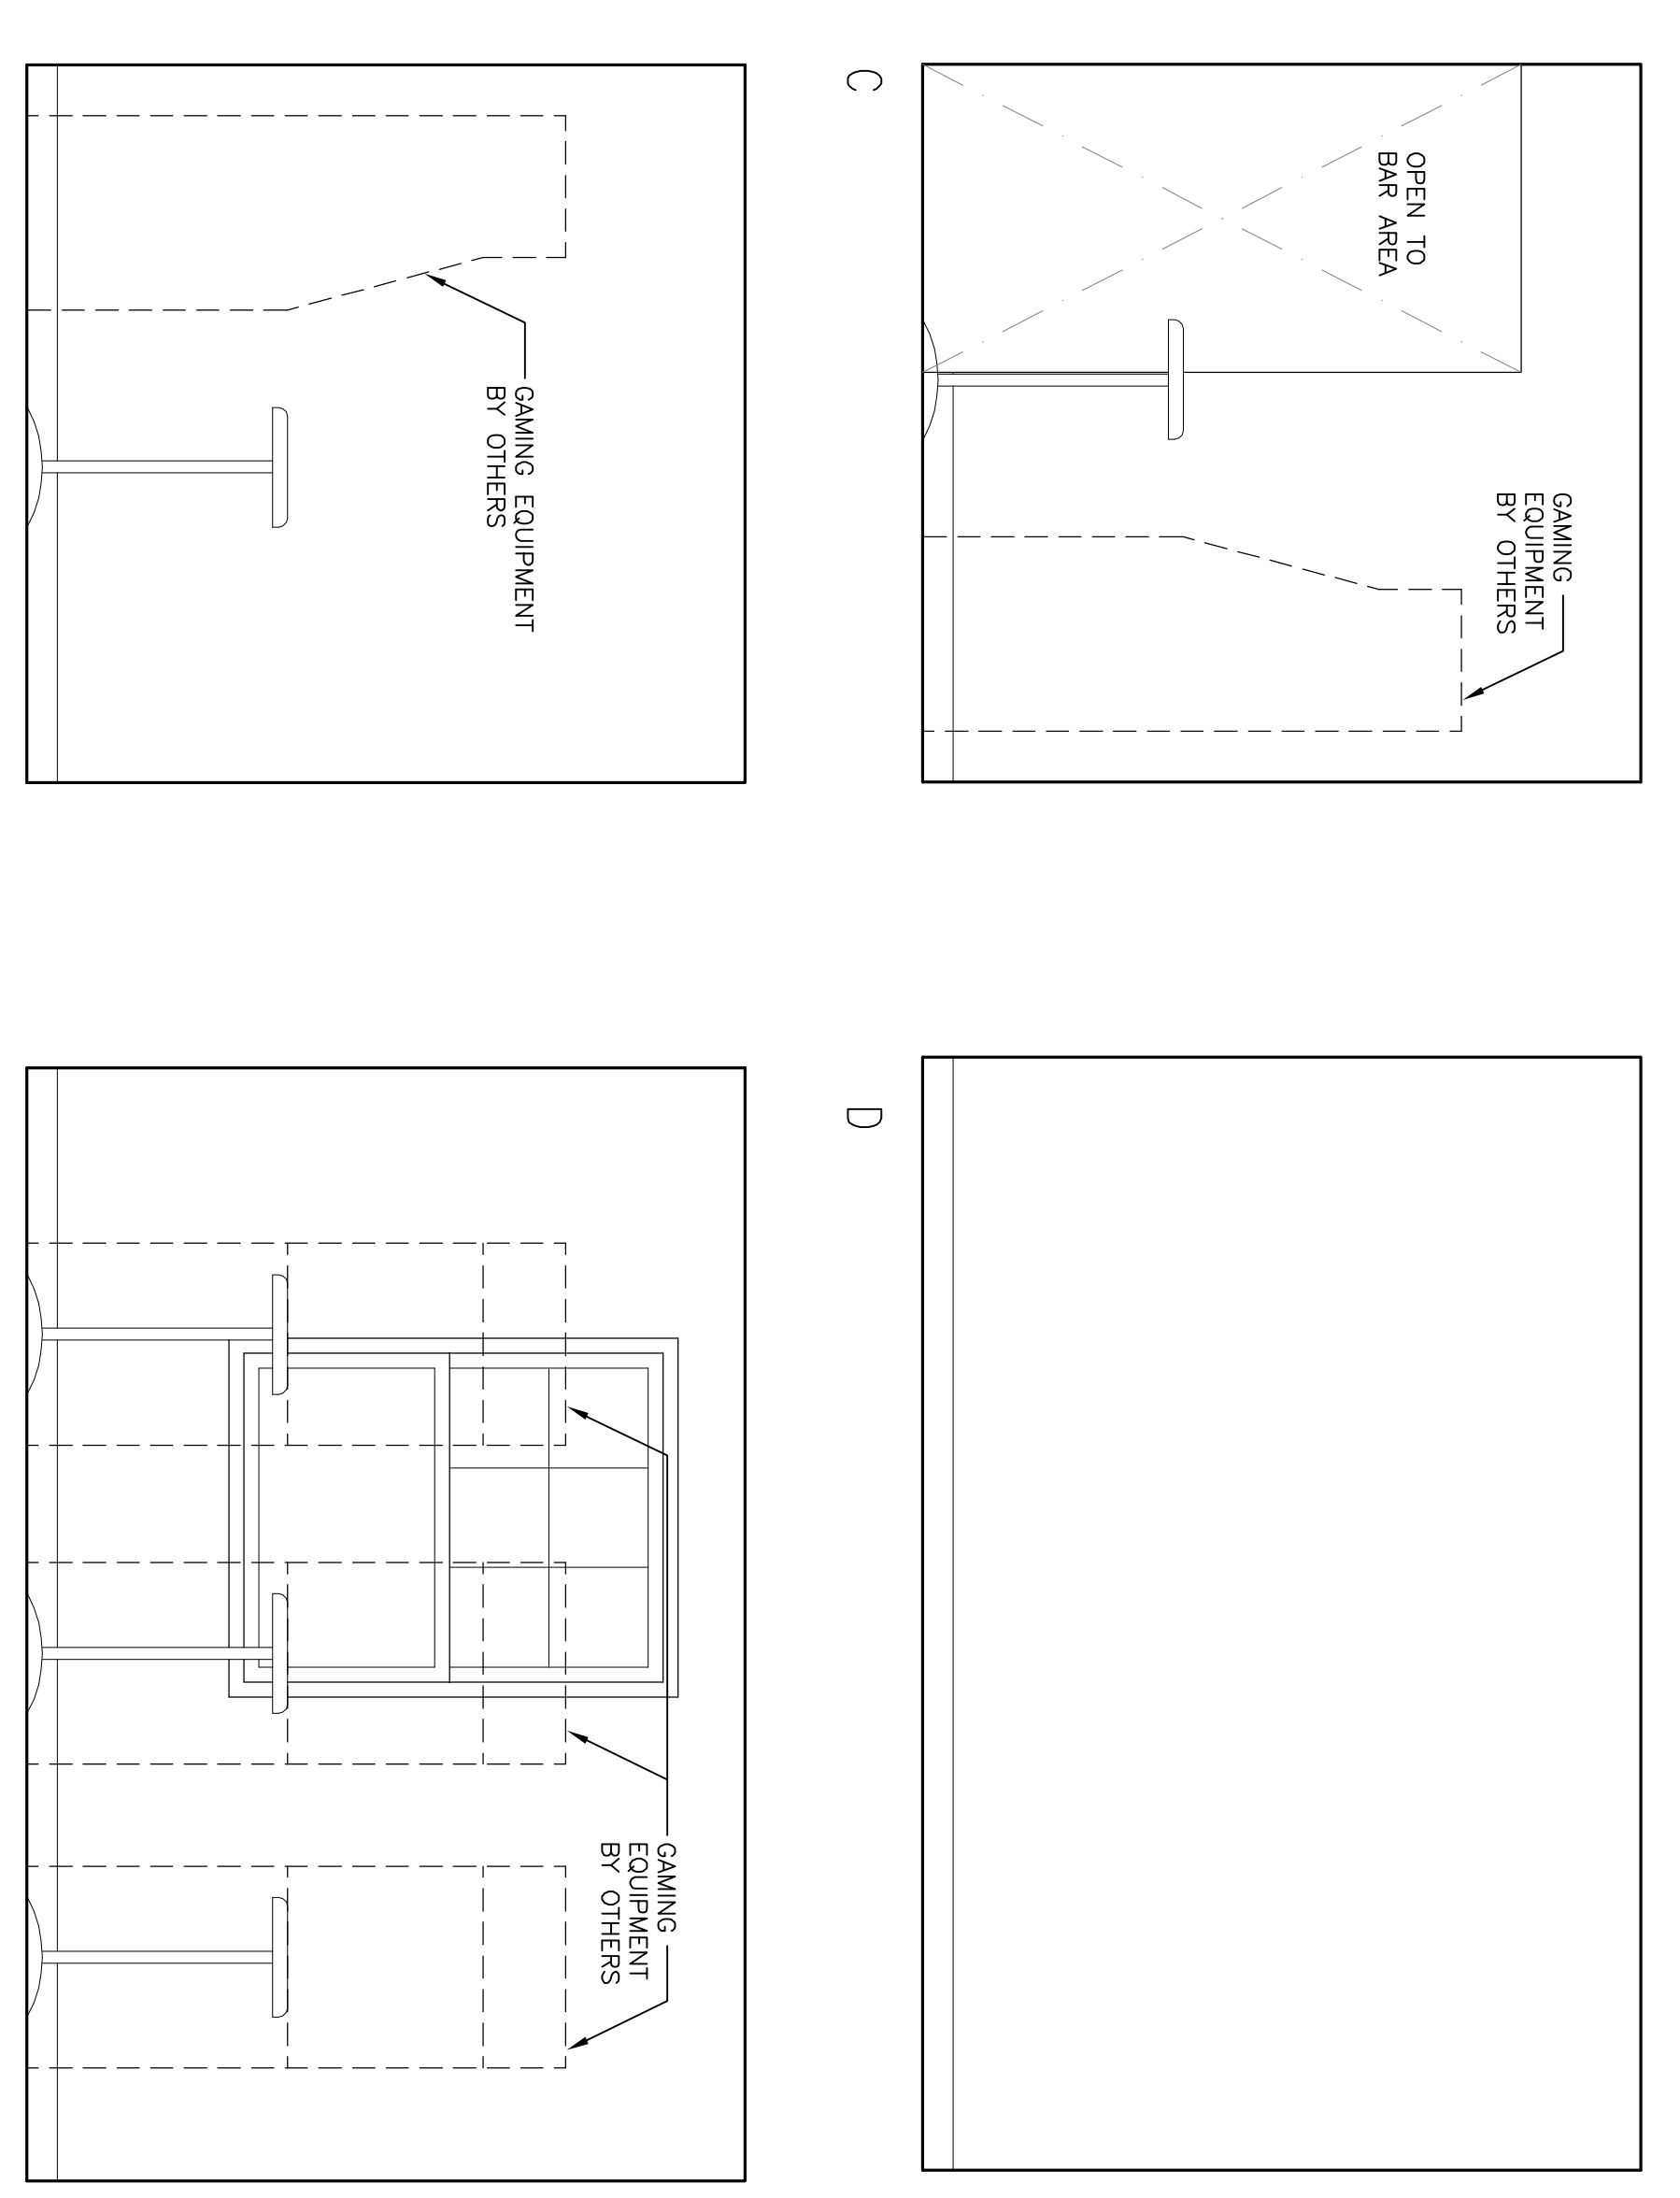 OPEN TO
BAR AREA
GAMING
EQUIPMENT
BY OTHERS
C
D
GAMING EQUIPMENT
BY OTHERS
GAMING
EQUIPMENT
BY OTHERS